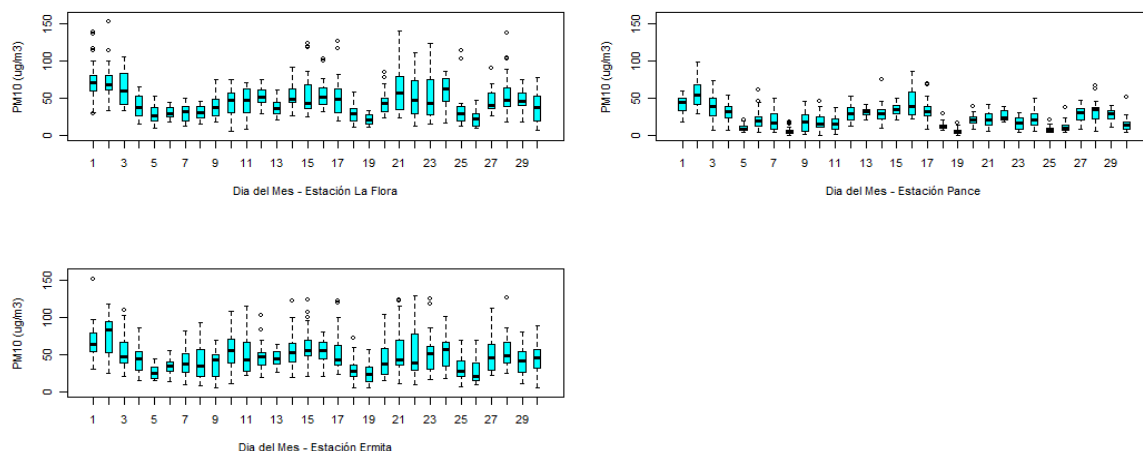 PM10 (ug/m3)
150
100
50
0
1 3 5 7 9 11 13 15 17 19 21 23 25 27 29
Dia del Mes - Estación La Flora
PM10 (ug/m3)
150
100
50
0
1 3 5 7 9 11 13 15 17 19 21 23 25 27 29
Dia del Mes - Estación Pance
PM10 (ug/m3)
150
100
50
0
1 3 5 7 9 11 13 15 17 19 21 23 25 27 29
Dia del Mes - Estación Ermita